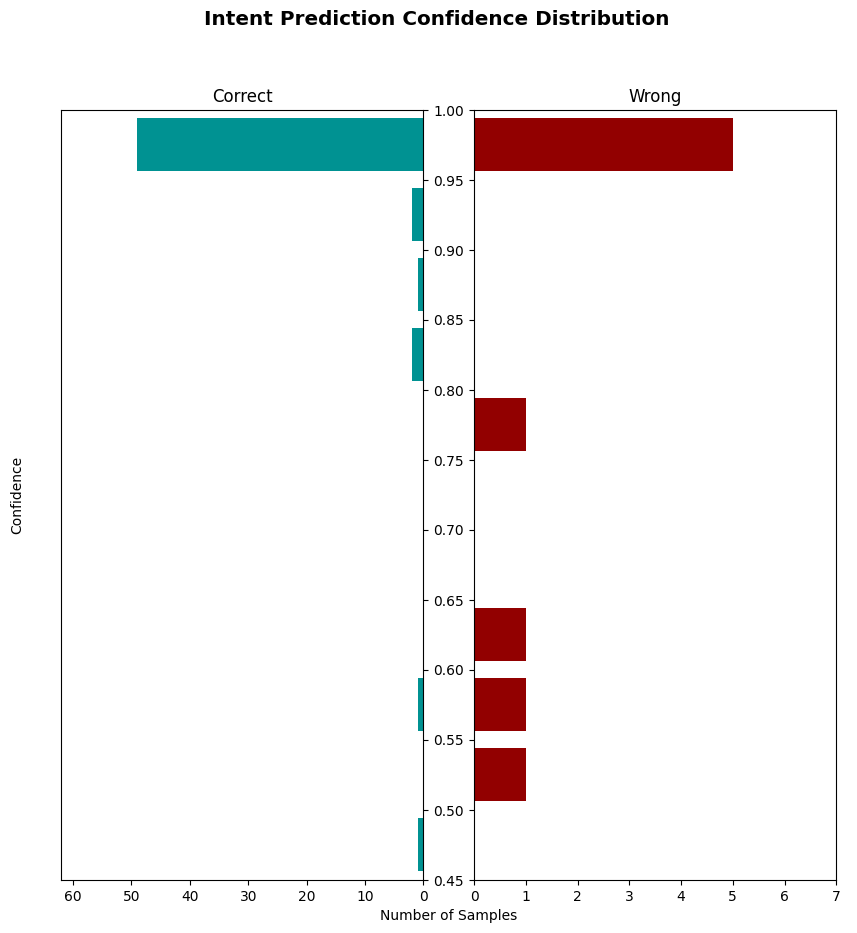 Intent Prediction Confidence Distribution
Correct
Wrong
Confidence
1.00
0.95
0.90
0.85
0.80
0.75
0.70
0.65
0.60
0.55
0.50
0.45
60 50 40 30 20 10 0
0 1 2 3 4 5 6 7
Number of Samples